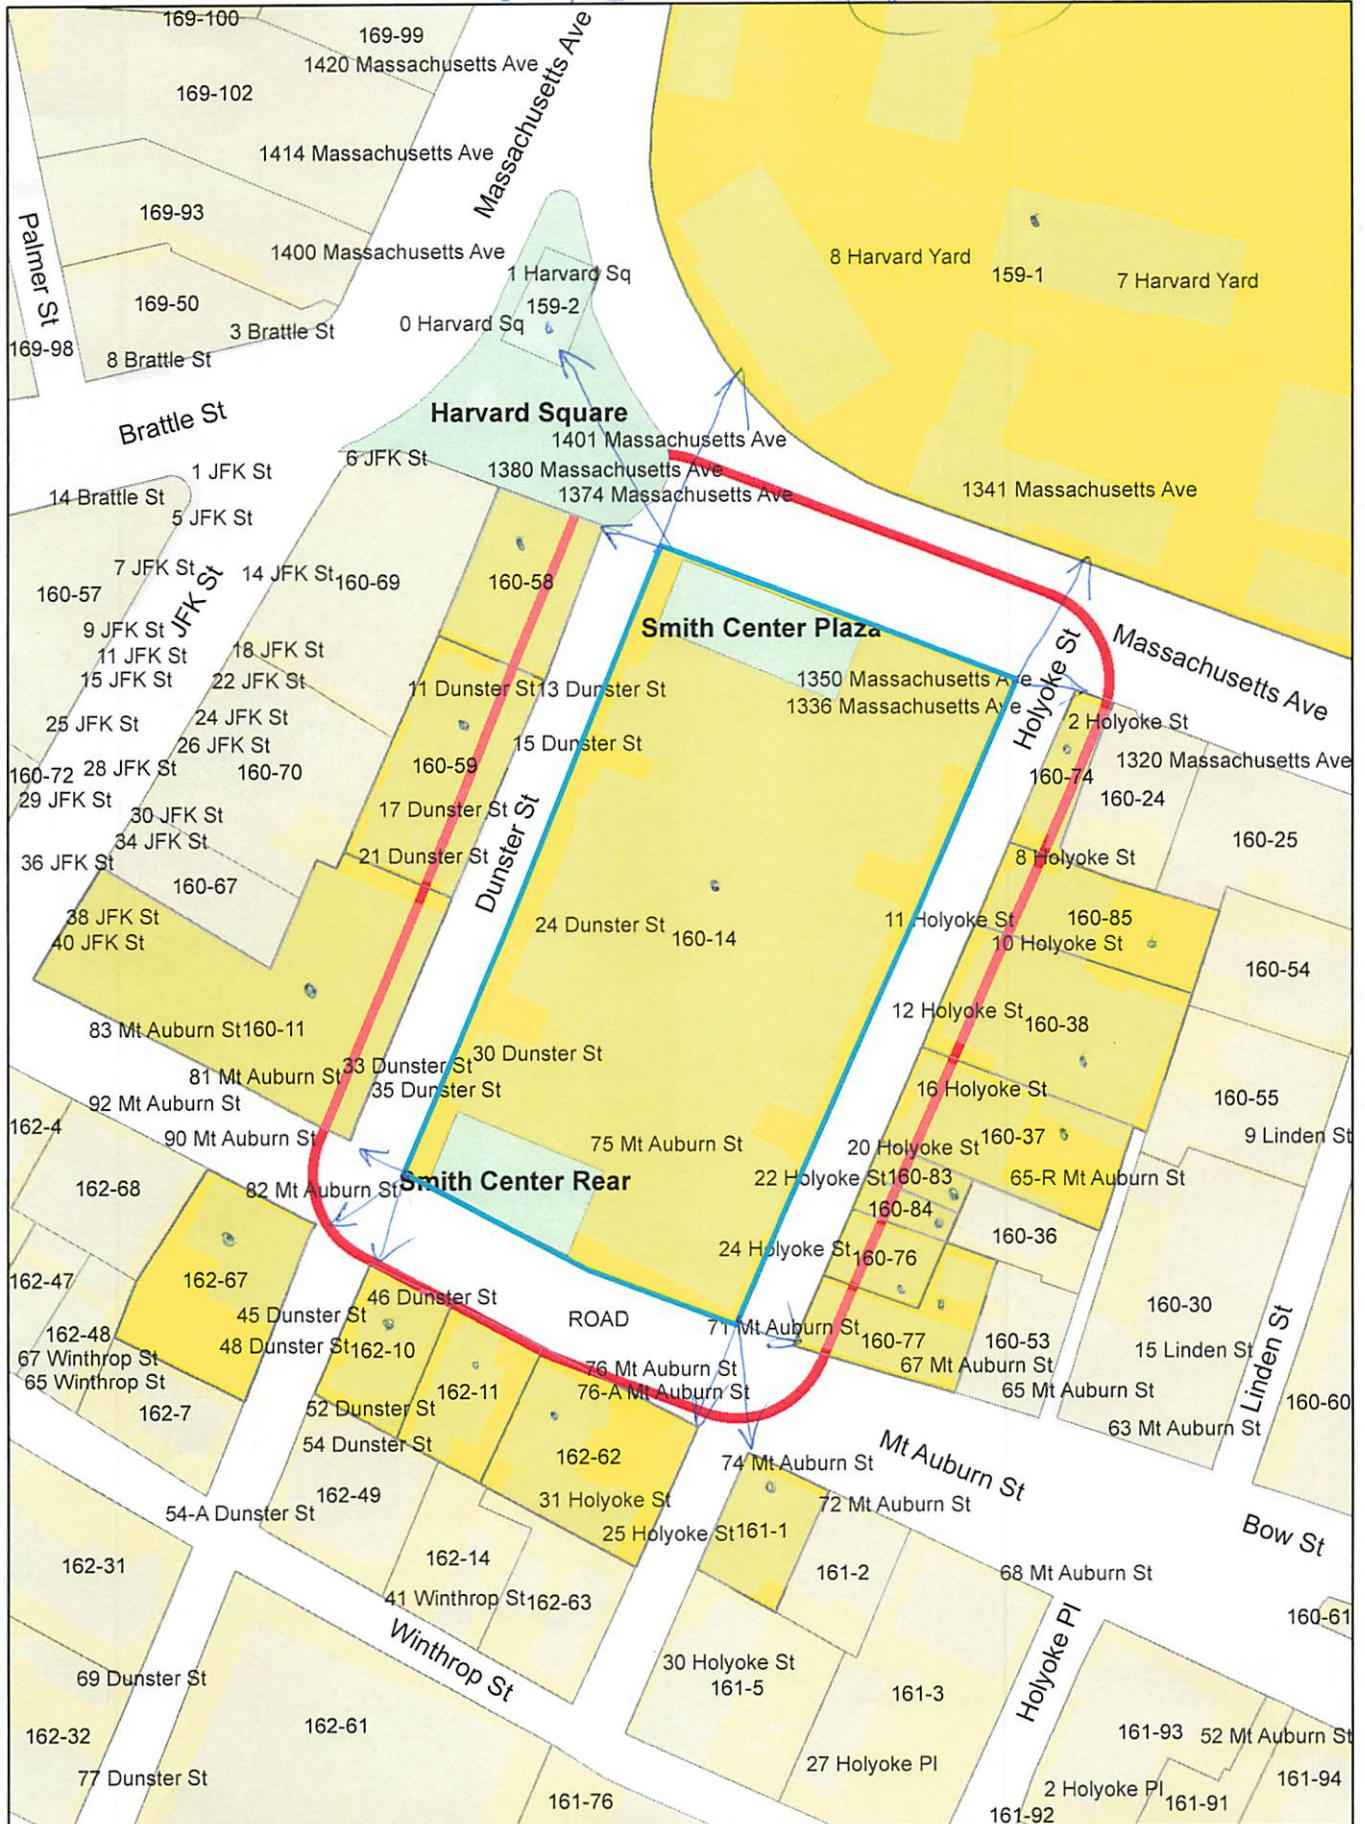 169-100
169-99
1420 Massachusetts Ave
169-102
Massachusetts Ave
1414 Massachusetts Ave
169-93
Palmer St
1400 Massachusetts Ave
8 Harvard Yard
159-1
7 Harvard Yard
1 Harvard Sq
159-2
169-50
0 Harvard Sq
3 Brattle St
169-98
8 Brattle St
Brattle St
Harvard Square
1401 Massachusetts Ave
6 JFK St
1380 Massachusetts Ave
1 JFK St
14 Brattle St
1374 Massachusetts Ave
1341 Massachusetts Ave
5 JFK St
7 JFK St
JFK St
14 JFK St
160-69
160-58
160-57
9 JFK St
11 JFK St
18 JFK St
Smith Center Plaza
Holyoke St
Massachusetts Ave
15 JFK St
22 JFK St
11 Dunster St
13 Dunster St
1350 Massachusetts Ave
1336 Massachusetts Ave
25 JFK St
24 JFK St
26 JFK St
15 Dunster St
2 Holyoke St
160-72
28 JFK St
160-70
160-59
160-74
1320 Massachusetts Ave
29 JFK St
30 JFK St
17 Dunster St
160-24
34 JFK St
160-25
36 JFK St
21 Dunster St
Dunster St
8 Holyoke St
160-67
38 JFK St
40 JFK St
24 Dunster St
160-14
11 Holyoke St
160-85
10 Holyoke St
160-54
83 Mt Auburn St
160-11
12 Holyoke St
160-38
81 Mt Auburn St
33 Dunster St
30 Dunster St
35 Dunster St
16 Holyoke St
160-55
92 Mt Auburn St
162-4
90 Mt Auburn St
75 Mt Auburn St
20 Holyoke St
160-37
9 Linden St
162-68
82 Mt Auburn St
Smith Center Rear
22 Holyoke St
160-83
65-R Mt Auburn St
160-84
160-36
24 Holyoke St
160-76
162-47
162-67
46 Dunster St
45 Dunster St
ROAD
71 Mt Auburn St
160-77
160-53
160-30
162-48
48 Dunster St
162-10
67 Winthrop St
65 Winthrop St
76 Mt Auburn St
67 Mt Auburn St
15 Linden St
Linden St
162-11
76-A Mt Auburn St
65 Mt Auburn St
160-60
162-7
52 Dunster St
63 Mt Auburn St
54 Dunster St
162-62
74 Mt Auburn St
Mt Auburn St
162-49
31 Holyoke St
72 Mt Auburn St
54-A Dunster St
25 Holyoke St
161-1
Bow St
162-31
162-14
161-2
68 Mt Auburn St
41 Winthrop St
162-63
160-61
Winthrop St
69 Dunster St
30 Holyoke St
161-5
161-3
Holyoke Pl
162-32
162-61
161-93
52 Mt Auburn St
27 Holyoke Pl
77 Dunster St
2 Holyoke Pl
161-94
161-76
161-92
161-91